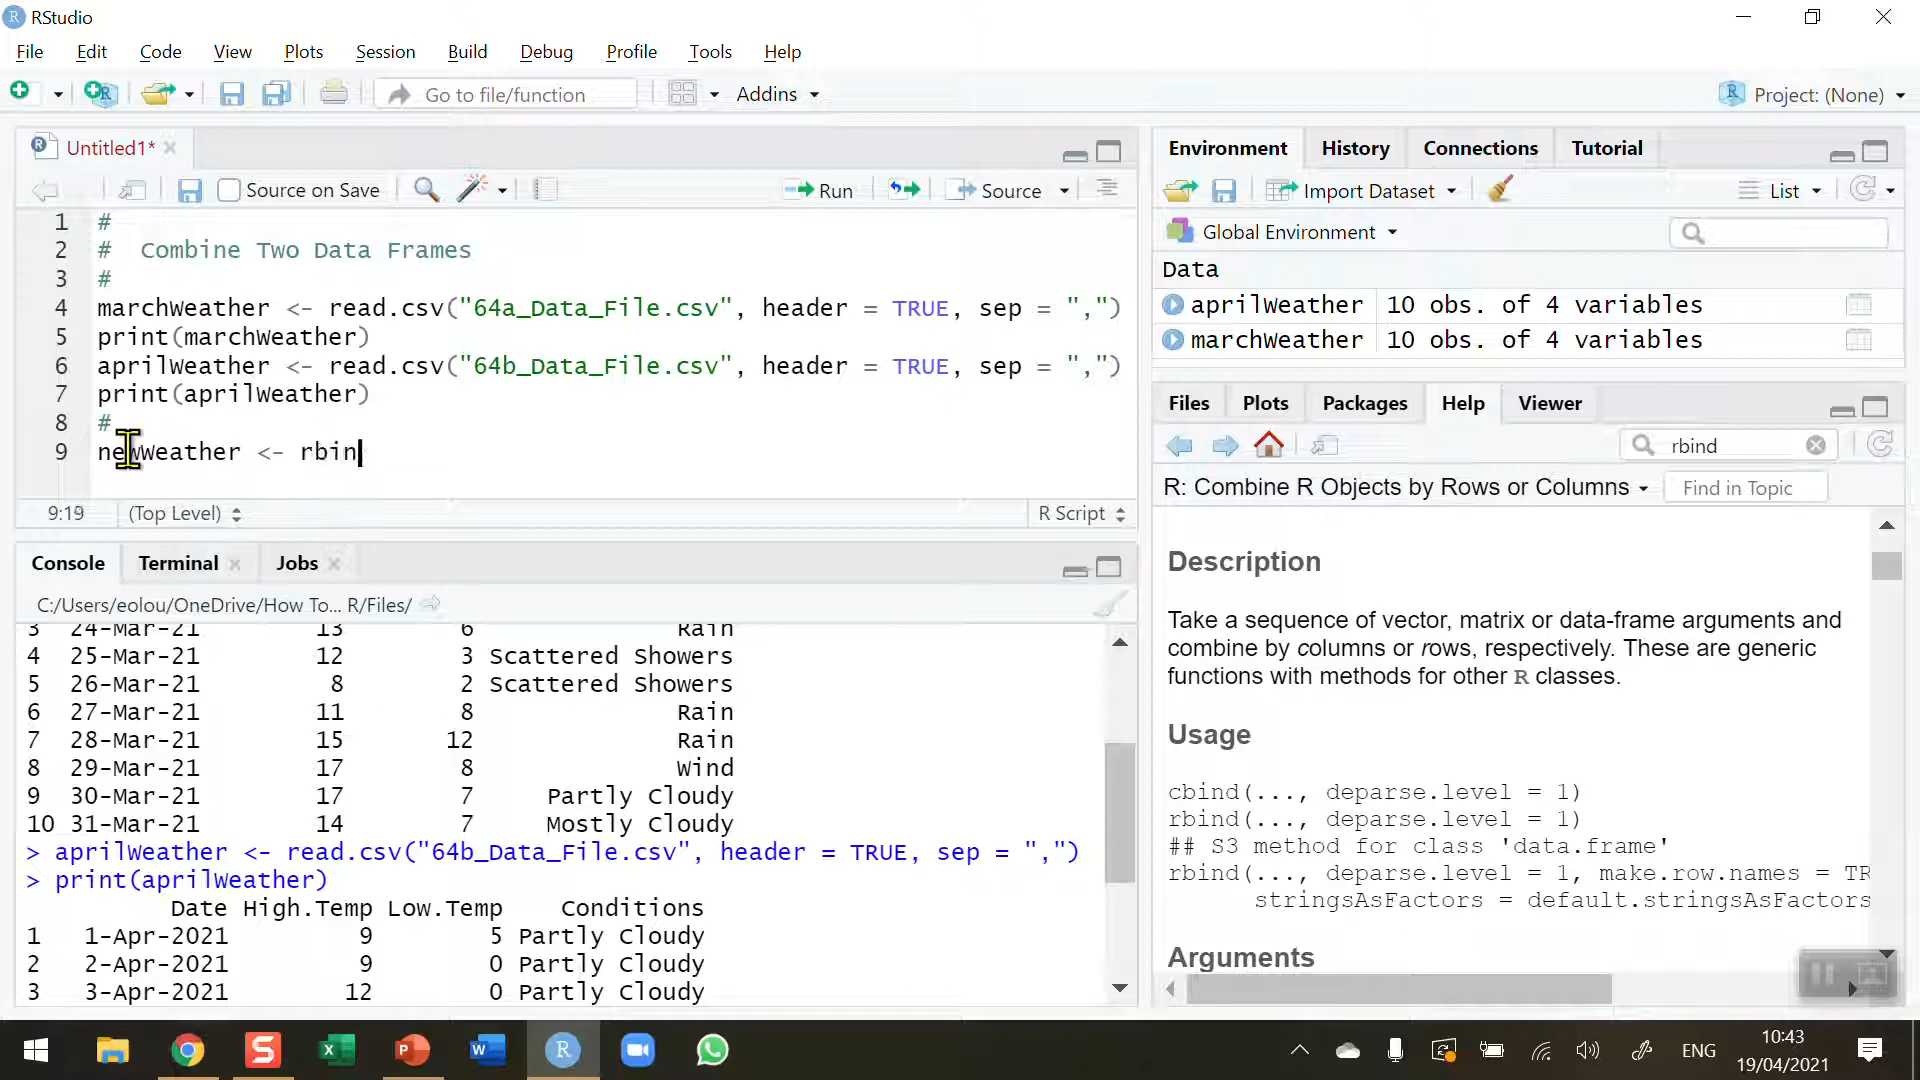 RStudio
File Edit Code View Plots Session Build Debug Profile Tools Help
Go to file/function Addins Project: (None)
Untitled1*
Source on Save Run Source
1 #
2 #  Combine Two Data Frames
3 #
4 marchWeather <- read.csv("64a_Data_File.csv", header = TRUE, sep = ",")
5 print(marchWeather)
6 aprilWeather <- read.csv("64b_Data_File.csv", header = TRUE, sep = ",")
7 print(aprilWeather)
8 #
9 newWeather <- rbin
9:19 (Top Level) R Script
Console Terminal Jobs
C:/Users/eolou/OneDrive/How To... R/Files/
3 24-Mar-21 13 6 Rain
4 25-Mar-21 12 3 Scattered Showers
5 26-Mar-21 8 2 Scattered Showers
6 27-Mar-21 11 8 Rain
7 28-Mar-21 15 12 Rain
8 29-Mar-21 17 8 Wind
9 30-Mar-21 17 7 Partly Cloudy
10 31-Mar-21 14 7 Mostly Cloudy
> aprilWeather <- read.csv("64b_Data_File.csv", header = TRUE, sep = ",")
> print(aprilWeather)
Date High.Temp Low.Temp Conditions
1 1-Apr-2021 9 5 Partly Cloudy
2 2-Apr-2021 9 0 Partly Cloudy
3 3-Apr-2021 12 0 Partly Cloudy
Environment History Connections Tutorial
Import Dataset List
Global Environment
Data
aprilWeather 10 obs. of 4 variables
marchWeather 10 obs. of 4 variables
Files Plots Packages Help Viewer
rbind
R: Combine R Objects by Rows or Columns Find in Topic
Description
Take a sequence of vector, matrix or data-frame arguments and
combine by columns or rows, respectively. These are generic
functions with methods for other R classes.
Usage
cbind(..., deparse.level = 1)
rbind(..., deparse.level = 1)
## S3 method for class 'data.frame'
rbind(..., deparse.level = 1, make.row.names = TR
stringsAsFactors = default.stringsAsFactors
Arguments
ENG
10:43
19/04/2021